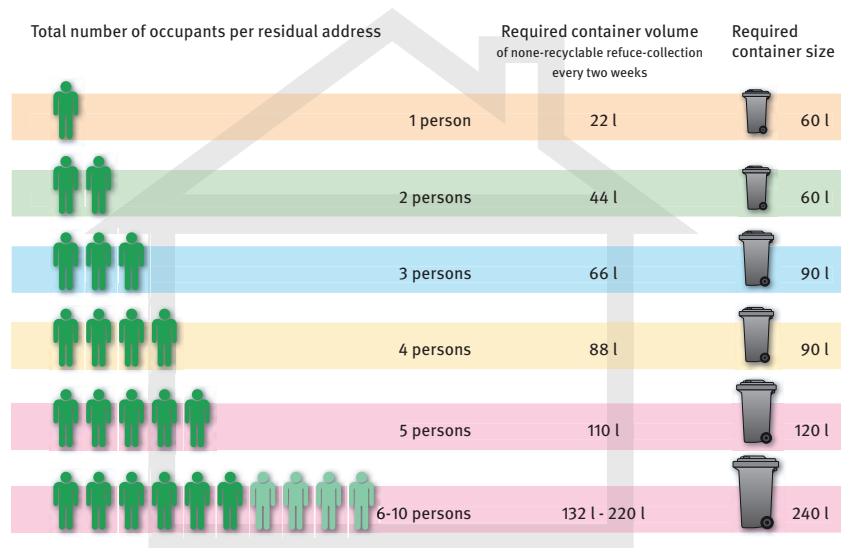 Total number of occupants per residual address
Required container volume
of none-recyclable refuce-collection
every two weeks
Required
container size
1 person 22 l 60 l
2 persons 44 l 60 l
3 persons 66 l 90 l
4 persons 88 l 90 l
5 persons 110 l 120 l
6-10 persons 132 l - 220 l 240 l